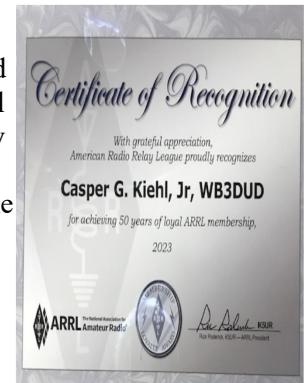 d
l
y
e
Certificate of Recognition
With grateful appreciation,
American Radio Relay League proudly recognizes
Casper G. Kiehl, Jr, WB3DUD
for achieving 50 years of loyal ARRL membership,
2023
ARRL The National Association for
Amateur Radio
K5UR
Rick Roderick, K5UR — ARRL President